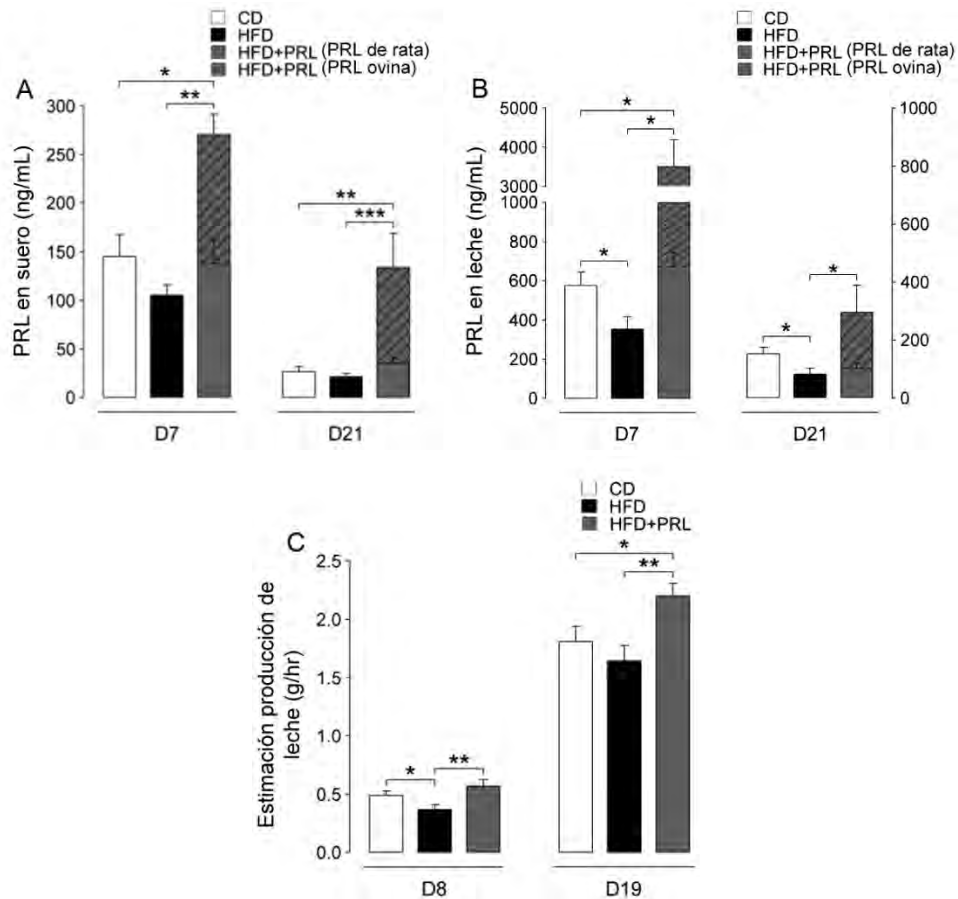 CD
HFD
HFD+PRL (PRL de rata)
HFD+PRL (PRL ovina)
A
PRL en suero (ng/mL)
300
250
200
150
100
50
0
*
**
**
***
D7
D21
CD
HFD
HFD+PRL (PRL de rata)
HFD+PRL (PRL ovina)
B
PRL en leche (ng/mL)
5000
4000
3000
1000
800
600
400
200
0
*
*
*
*
*
1000
800
600
400
200
0
D7
D21
CD
HFD
HFD+PRL
C
Estimación producción de
leche (g/hr)
2.5
2.0
1.5
1.0
0.5
0.0
*
**
*
**
D8
D19